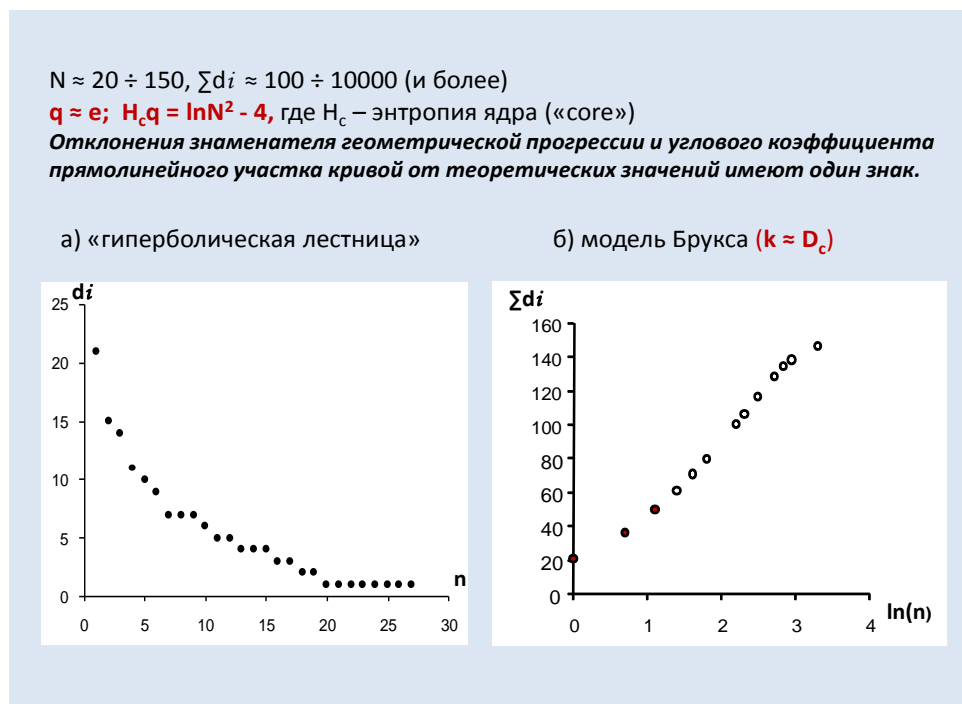 N ≈ 20 ÷ 150, ∑di ≈ 100 ÷ 10000 (и более)
q ≈ e; H_cq = lnN² - 4, где H_c – энтропия ядра («core»)
Отклонения знаменателя геометрической прогрессии и углового коэффициента
прямолинейного участка кривой от теоретических значений имеют один знак.
а) «гиперболическая лестница»
б) модель Брукса (k ≈ D_c)
di
25
20
15
10
5
0
0 5 10 15 20 25 30
n
∑di
160
140
120
100
80
60
40
20
0
0 1 2 3 4
ln(n)